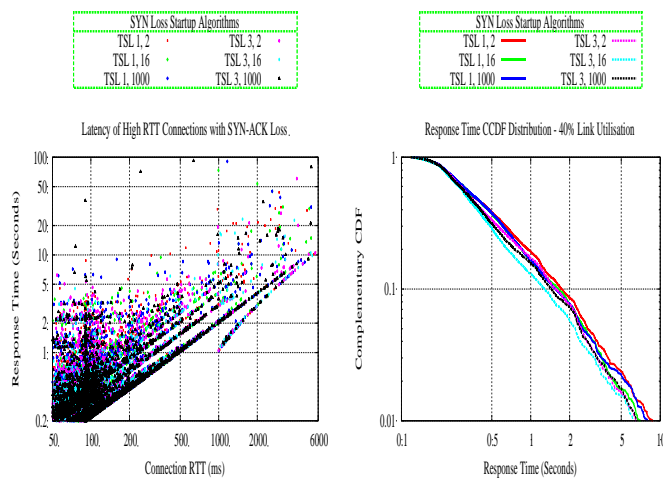 SYN Loss Startup Algorithms
TSL 1, 2
TSL 3, 2
TSL 1, 16
TSL 3, 16
TSL 1, 1000
TSL 3, 1000
Latency of High RTT Connections with SYN-ACK Loss.
Response Time (Seconds)
100
50
20
10
5
2
1
0.2
50
100
200
500
1000
2000
6000
Connection RTT (ms)
SYN Loss Startup Algorithms
TSL 1, 2
TSL 3, 2
TSL 1, 16
TSL 3, 16
TSL 1, 1000
TSL 3, 1000
Response Time CCDF Distribution - 40% Link Utilisation
Complementary CDF
1
0.1
0.01
0.1
0.5
1
2
5
10
Response Time (Seconds)